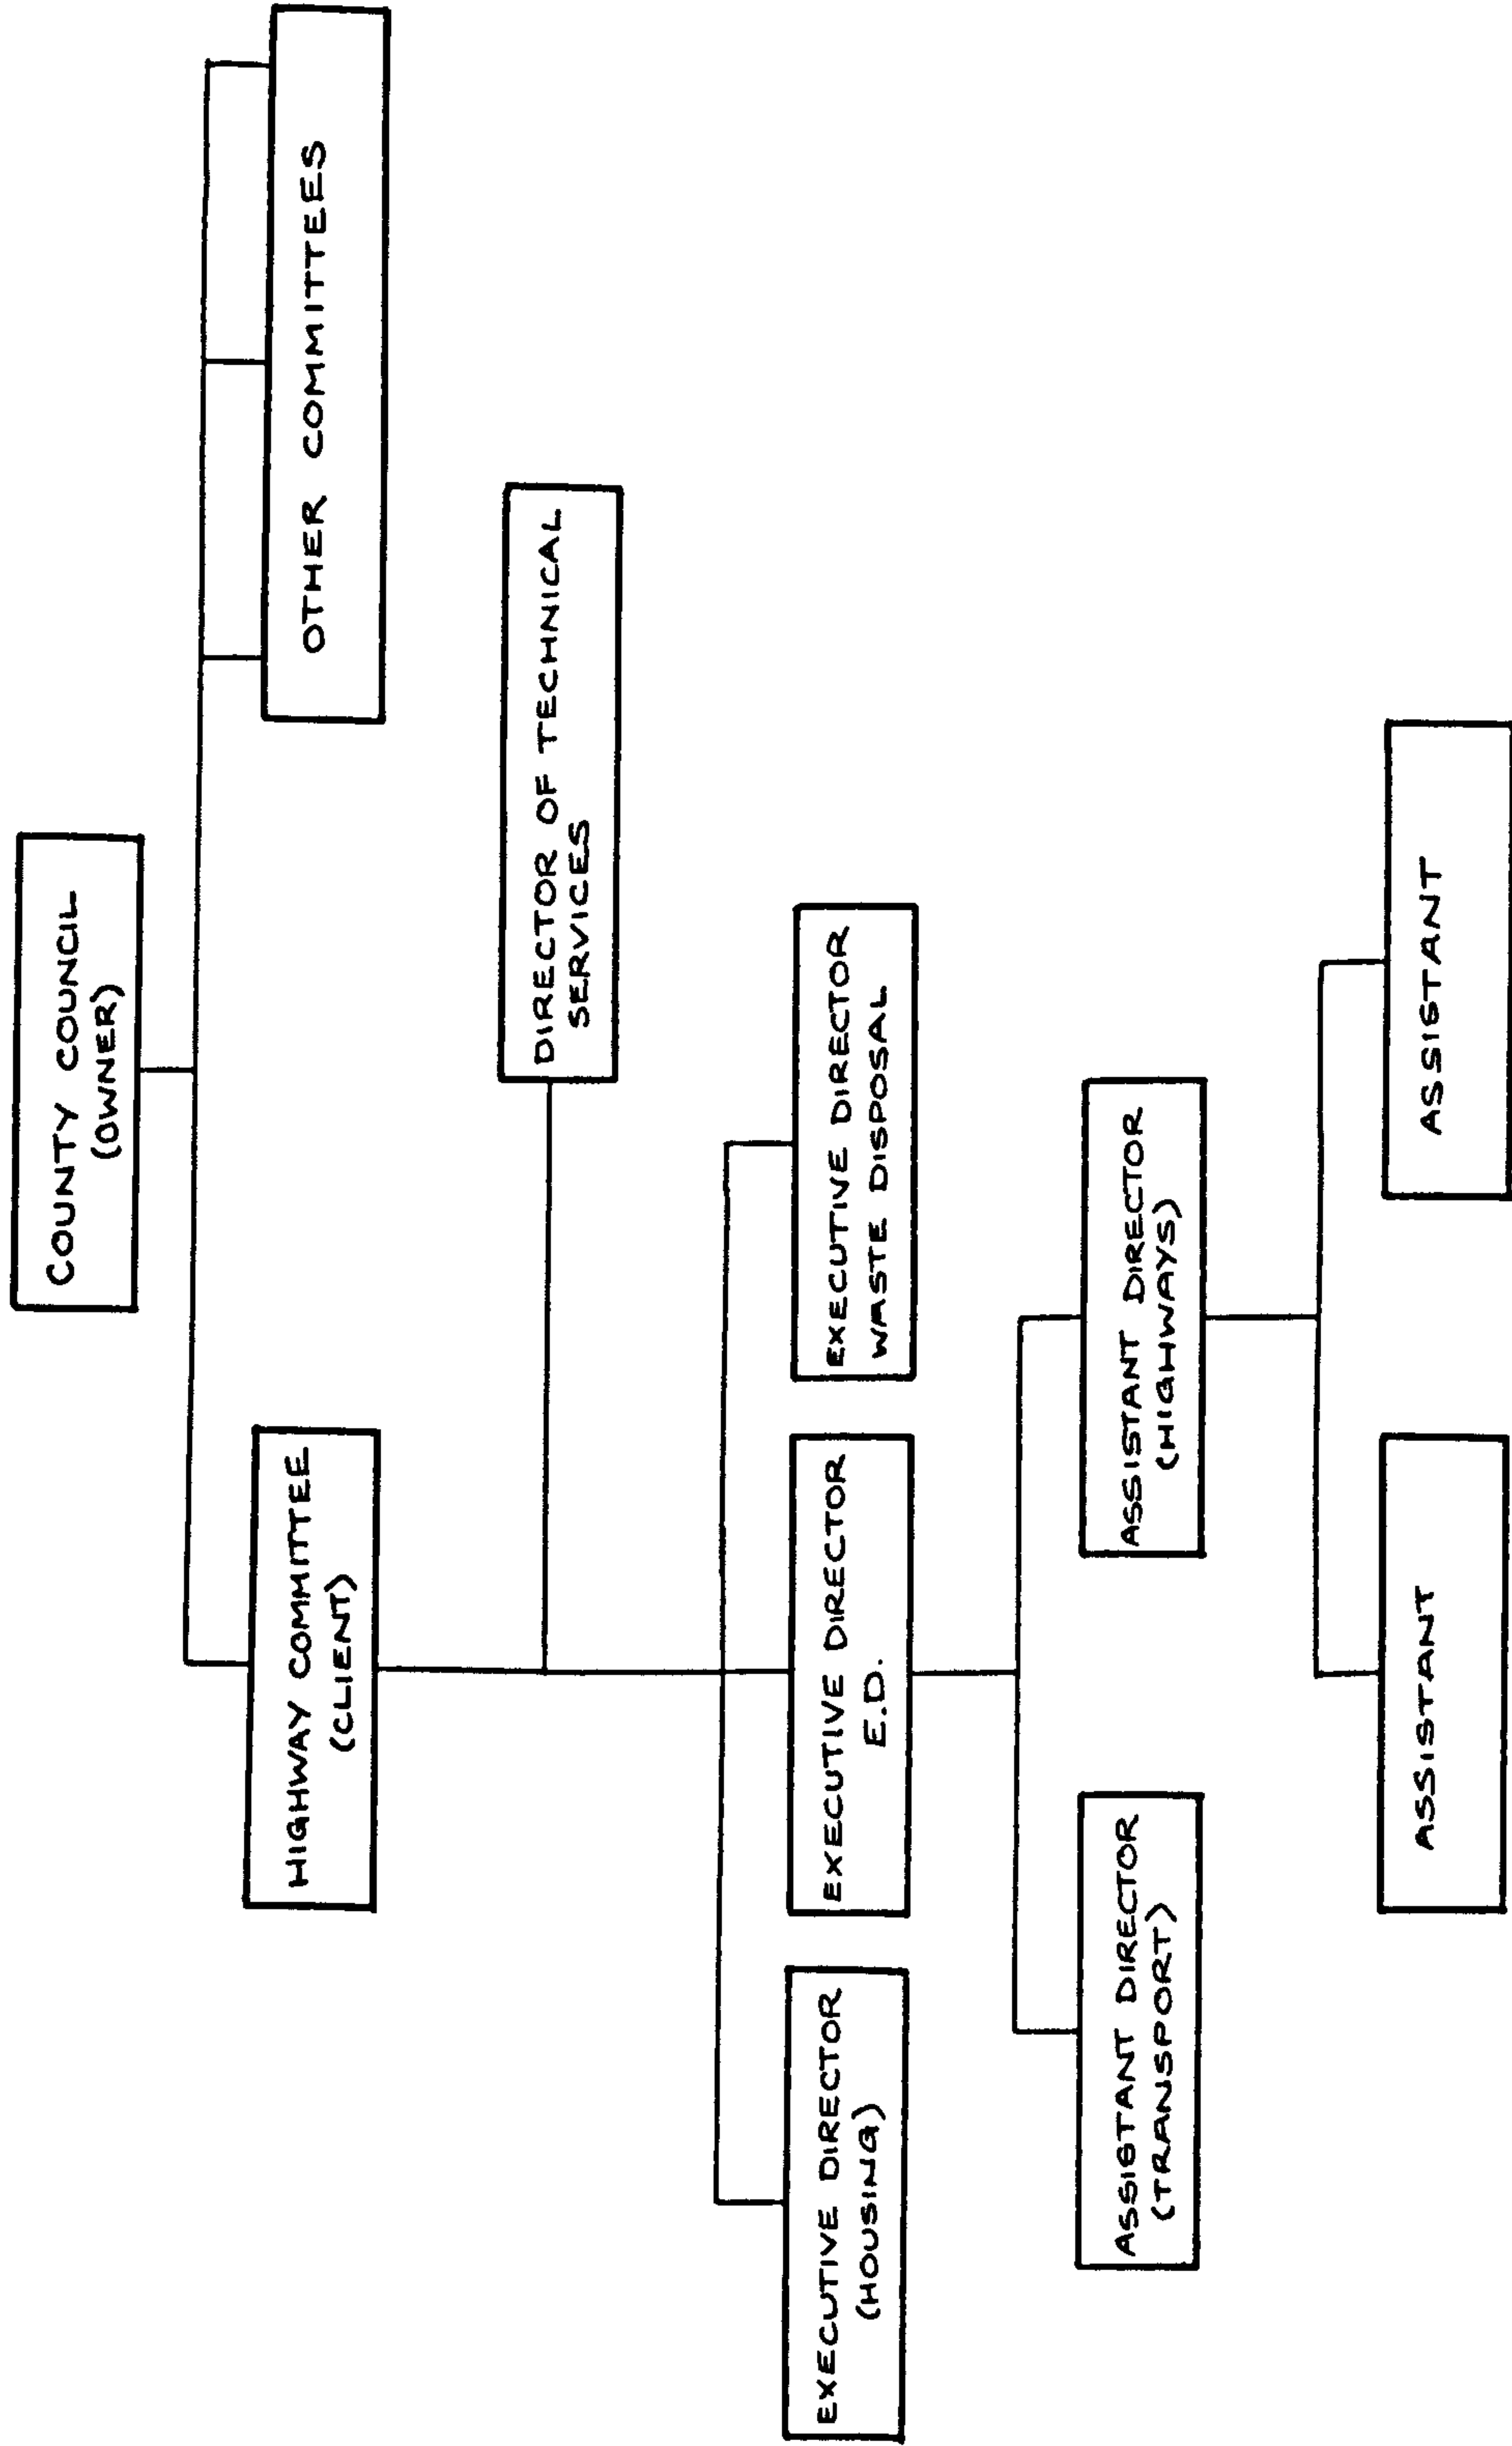 COUNTY COUNCIL
(OWNER)
HIGHWAY COMMITTEE
(CLIENT)
OTHER COMMITTEES
DIRECTOR OF TECHNICAL
SERVICES
EXECUTIVE DIRECTOR
(HOUSING)
EXECUTIVE DIRECTOR
E.D.
EXECUTIVE DIRECTOR
WASTE DISPOSAL
ASSISTANT DIRECTOR
(TRANSPORT)
ASSISTANT DIRECTOR
(HIGHWAYS)
ASSISTANT
ASSISTANT